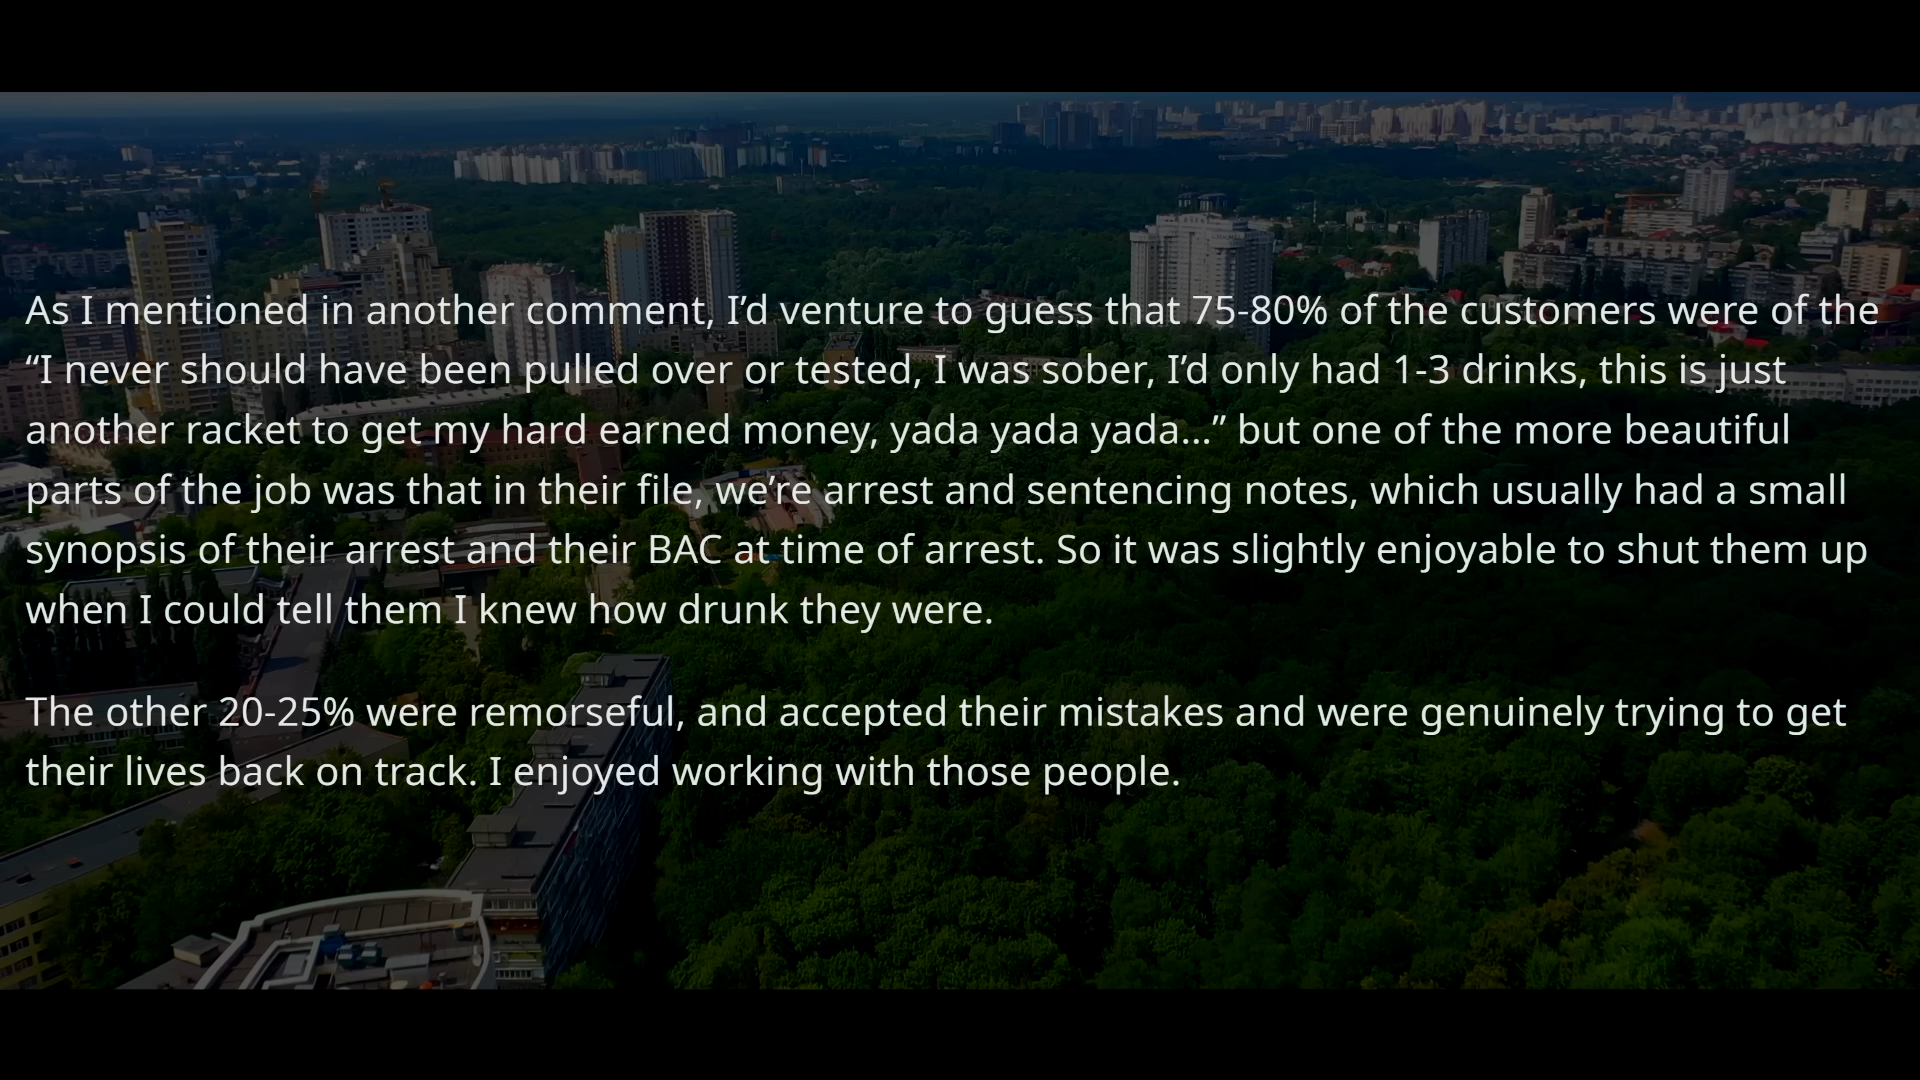 As I mentioned in another comment, I’d venture to guess that 75-80% of the customers were of the
“I never should have been pulled over or tested, I was sober, I’d only had 1-3 drinks, this is just
another racket to get my hard earned money, yada yada yada...” but one of the more beautiful
parts of the job was that in their file, we’re arrest and sentencing notes, which usually had a small
synopsis of their arrest and their BAC at time of arrest. So it was slightly enjoyable to shut them up
when I could tell them I knew how drunk they were.
The other 20-25% were remorseful, and accepted their mistakes and were genuinely trying to get
their lives back on track. I enjoyed working with those people.